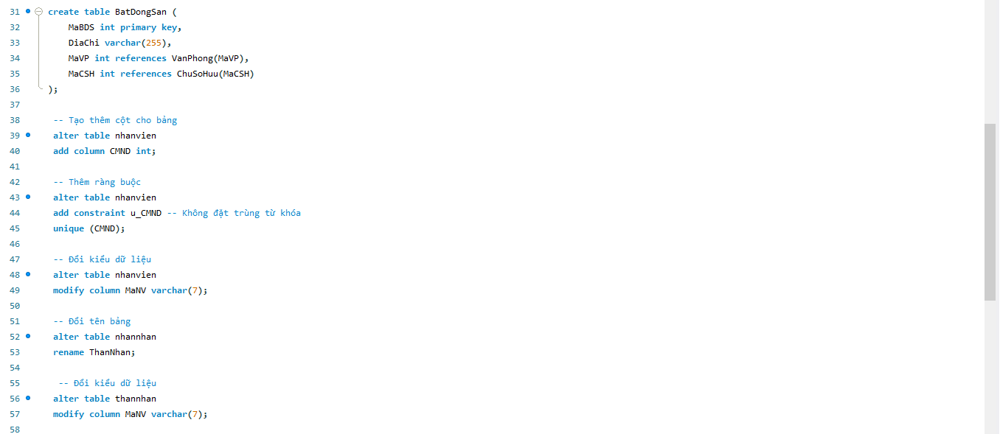 31 create table BatDongSan (
32 MaBDS int primary key,
33 DiaChi varchar(255),
34 MaVP int references VanPhong(MaVP),
35 MaCSH int references ChuSoHuu(MaCSH)
36 );
37
38 -- Tạo thêm cột cho bảng
39 alter table nhanvien
40 add column CMND int;
41
42 -- Thêm ràng buộc
43 alter table nhanvien
44 add constraint u_CMND -- Không đặt trùng từ khóa
45 unique (CMND);
46
47 -- Đổi kiểu dữ liệu
48 alter table nhanvien
49 modify column MaNV varchar(7);
50
51 -- Đổi tên bảng
52 alter table nhannhan
53 rename ThanNhan;
54
55 -- Đổi kiểu dữ liệu
56 alter table thannhan
57 modify column MaNV varchar(7);
58